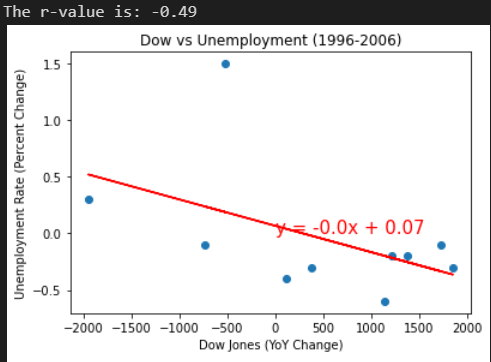 The r-value is: -0.49
Dow vs Unemployment (1996-2006)
Unemployment Rate (Percent Change)
1.5
1.0
0.5
0.0
−0.5
y = -0.0x + 0.07
−2000 −1500 −1000 −500 0 500 1000 1500 2000
Dow Jones (YoY Change)